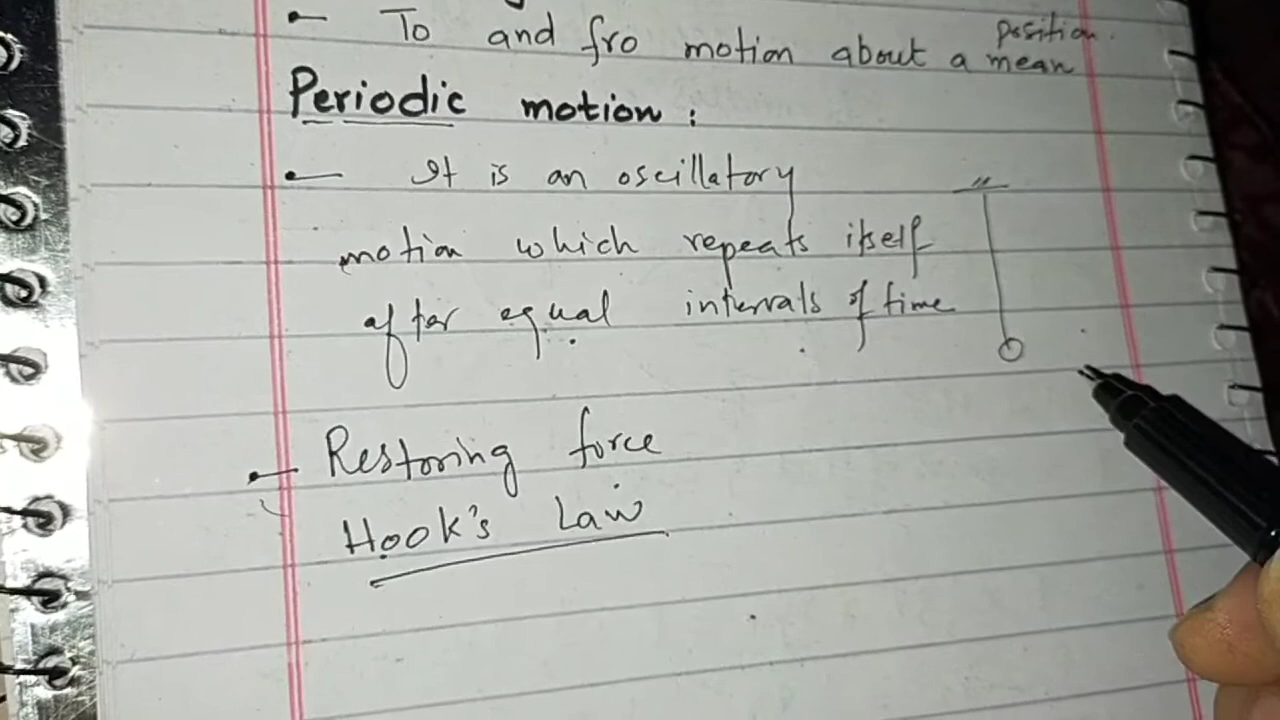 To and fro motion about a mean position.
Periodic motion :
It is an oscillatory
motion which repeats itself
after equal intervals of time
Restoring force
Hook's Law